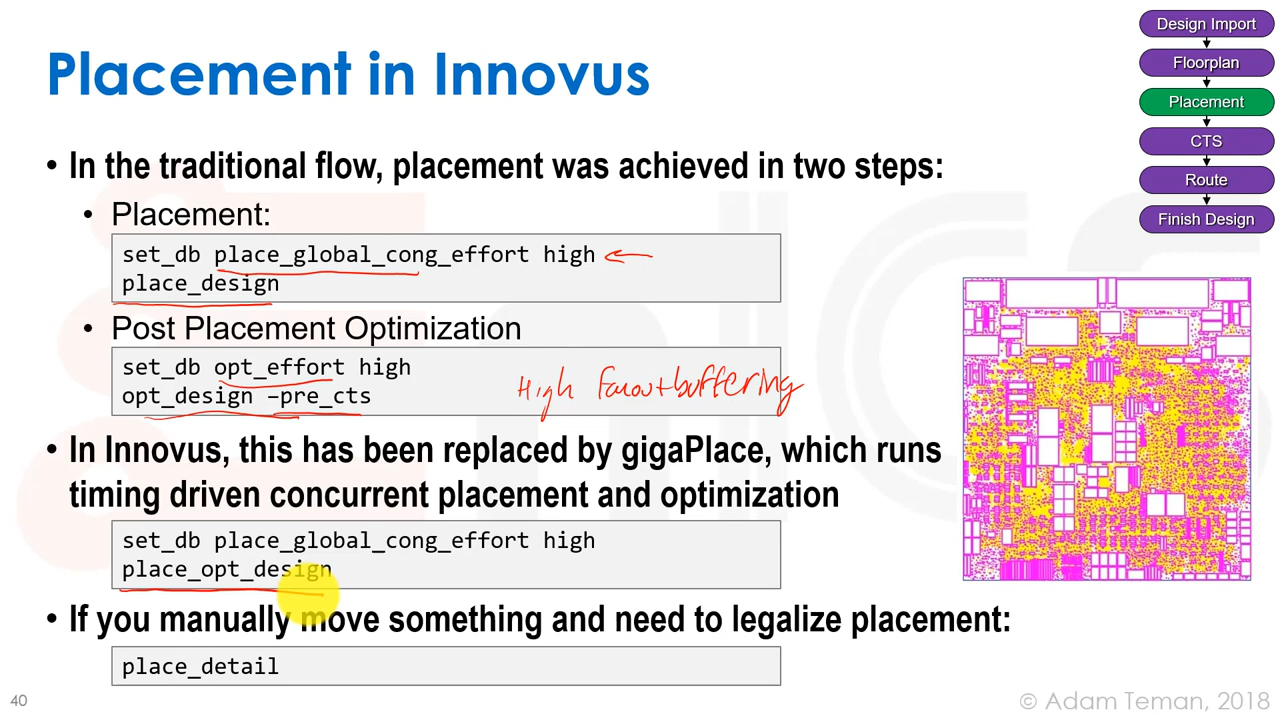 Placement in Innovus
• In the traditional flow, placement was achieved in two steps:
• Placement:
set_db place_global_cong_effort high
place_design
• Post Placement Optimization
set_db opt_effort high
opt_design –pre_cts
High Fanout buffering
• In Innovus, this has been replaced by gigaPlace, which runs
timing driven concurrent placement and optimization
set_db place_global_cong_effort high
place_opt_design
• If you manually move something and need to legalize placement:
place_detail
Design Import
Floorplan
Placement
CTS
Route
Finish Design
40
© Adam Teman, 2018